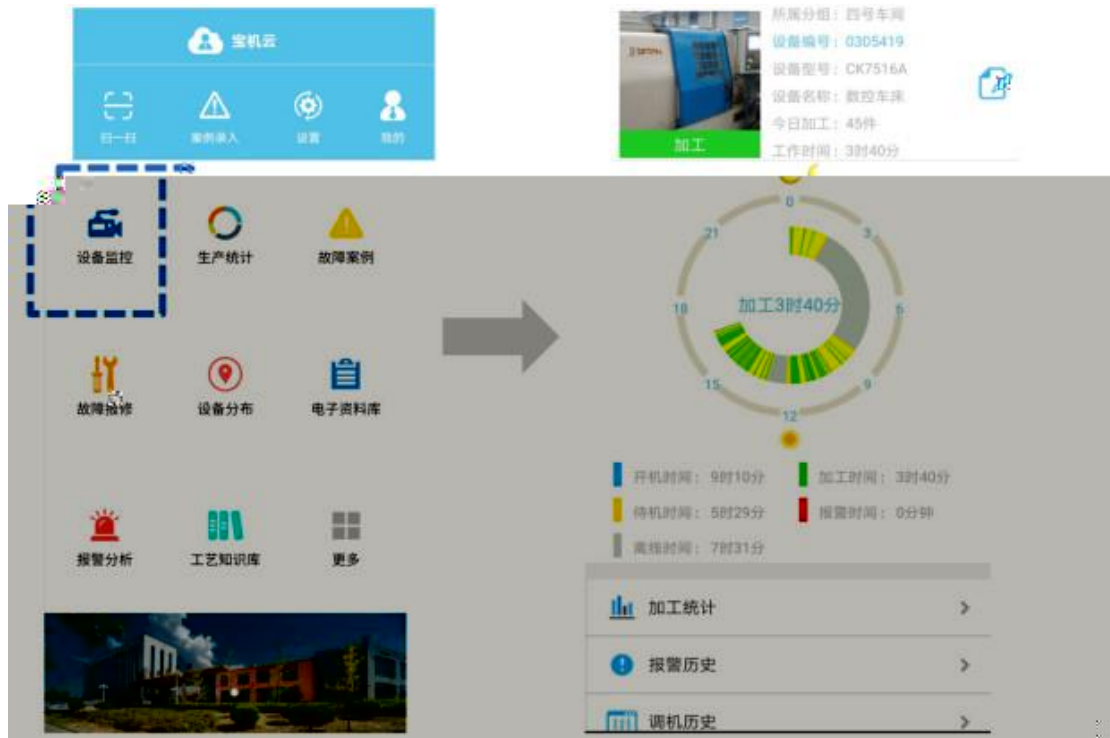 宝机云
扫一扫 案例录入 设置 我的
设备监控 生产统计 故障案例
故障报修 设备分布 电子资料库
报警分析 工艺知识库 更多
所属分组：四号车间
设备编号：0305419
设备型号：CK7516A
设备名称：数控车床
今日加工：45件
工作时间：3时40分
加工
0
21 3
加工3时40分
18 6
15 9
12
开机时间：9时10分 加工时间：3时40分
待机时间：5时29分 报警时间：0分钟
离线时间：7时31分
加工统计
报警历史
调机历史